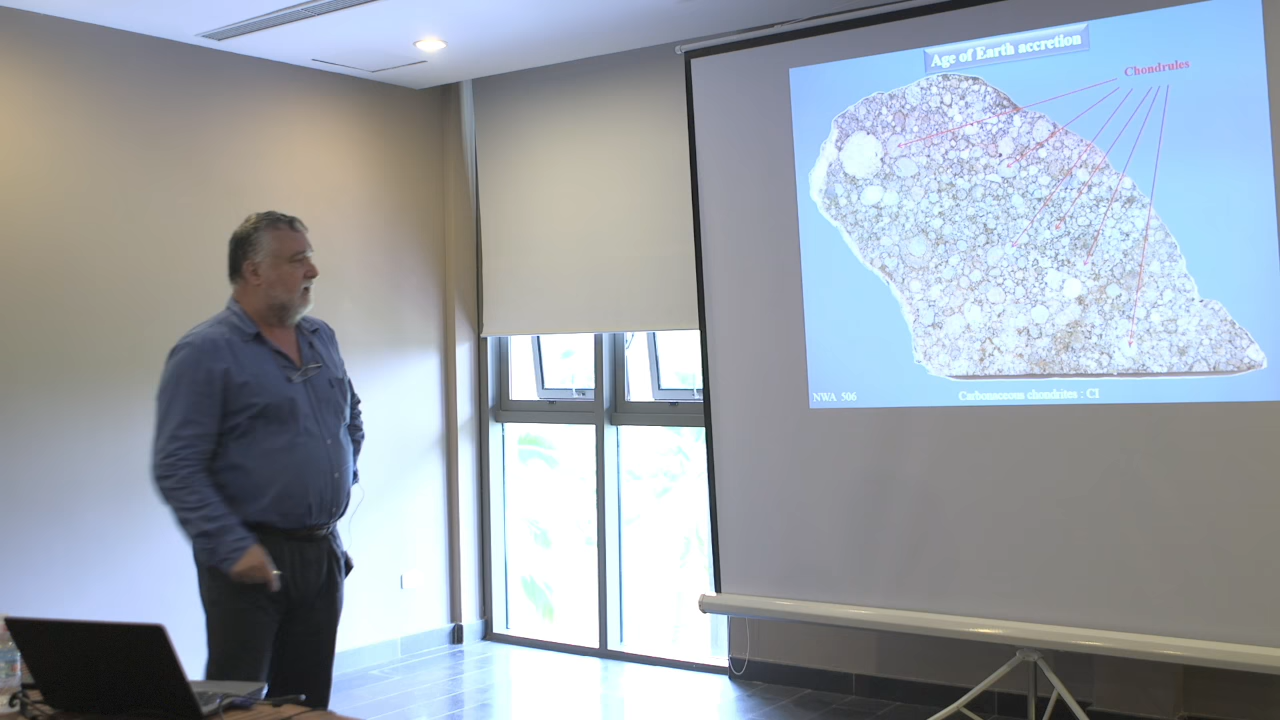 Age of Earth accretion
Chondrules
NWA 506
Carbonaceous chondrites : CI